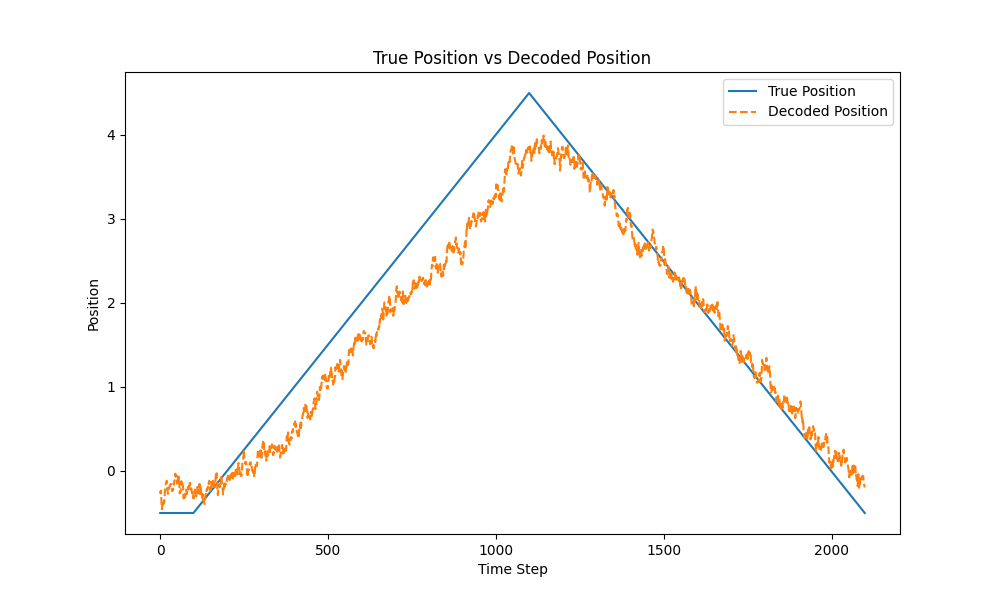 True Position vs Decoded Position
True Position
Decoded Position
4
3
2
1
0
Position
0 500 1000 1500 2000
Time Step